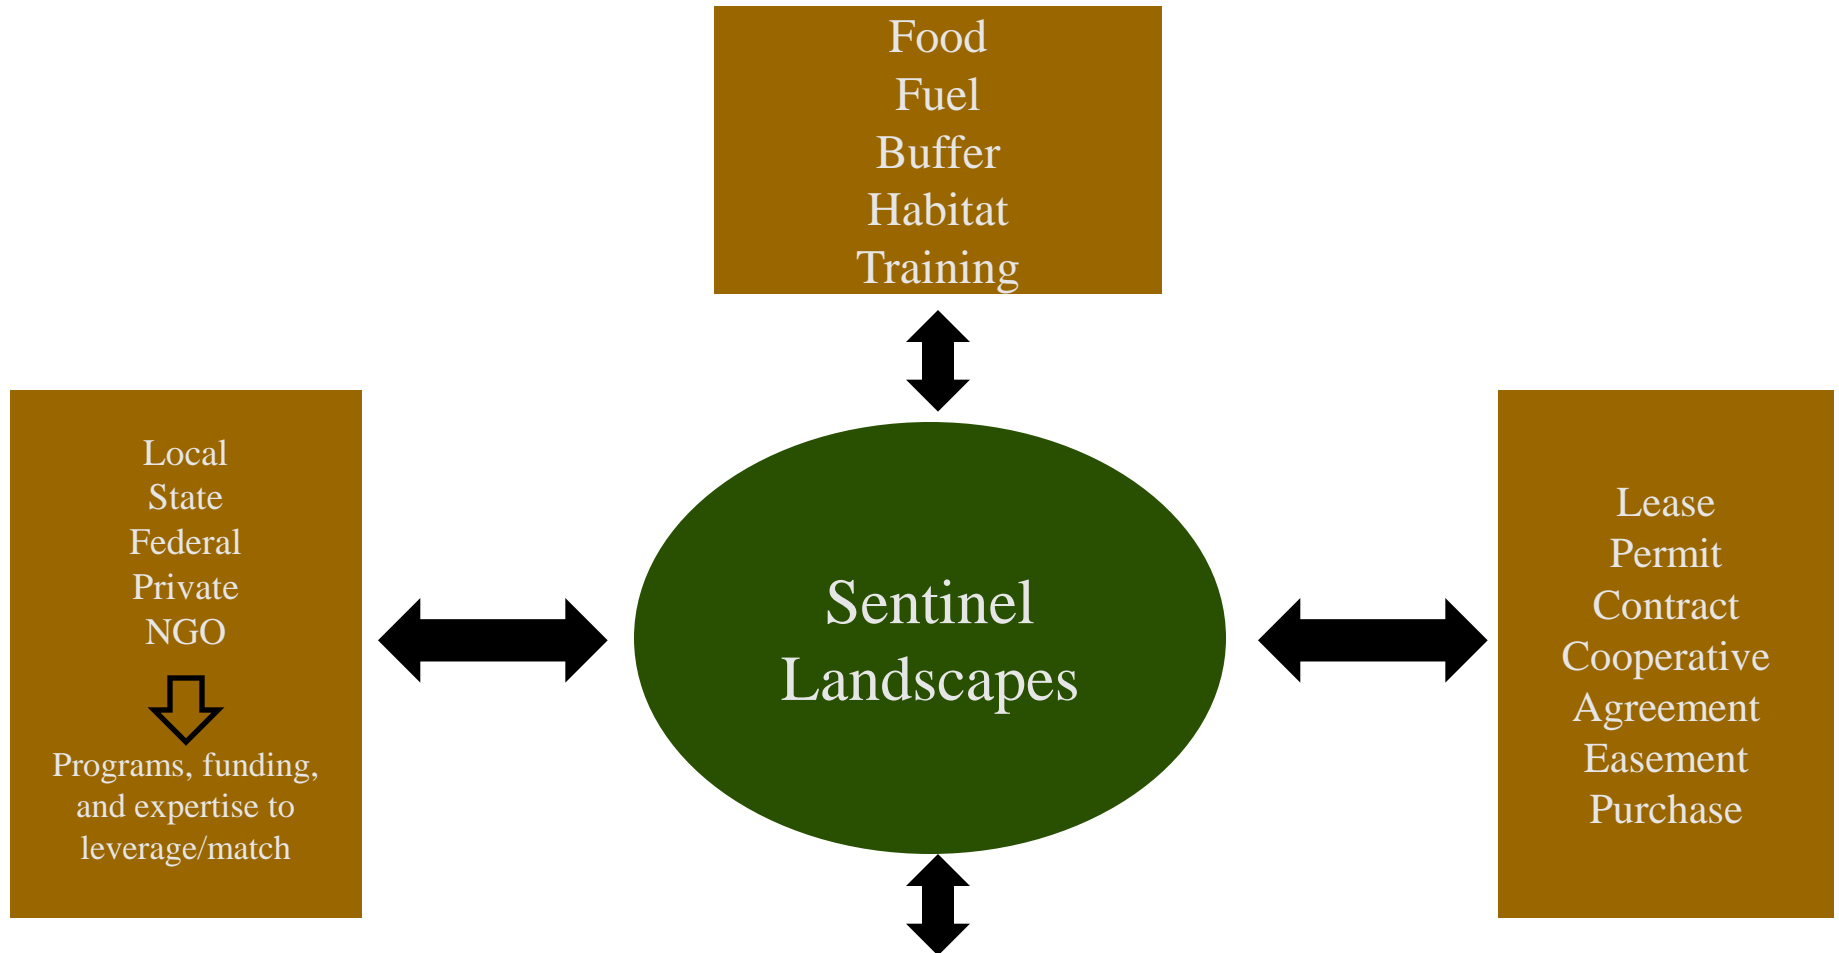 Food
Fuel
Buffer
Habitat
Training
Local
State
Federal
Private
NGO
Programs, funding,
and expertise to
leverage/match
Sentinel
Landscapes
Lease
Permit
Contract
Cooperative
Agreement
Easement
Purchase